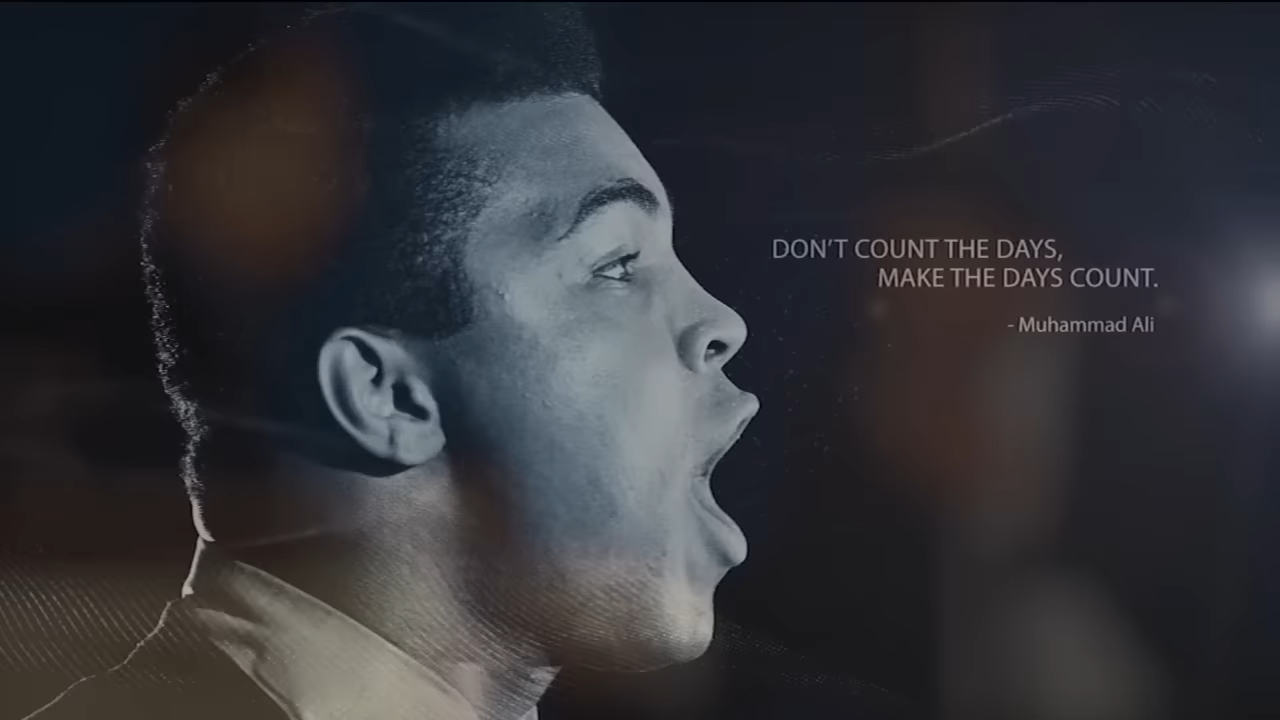 DON'T COUNT THE DAYS,
MAKE THE DAYS COUNT.
- Muhammad Ali